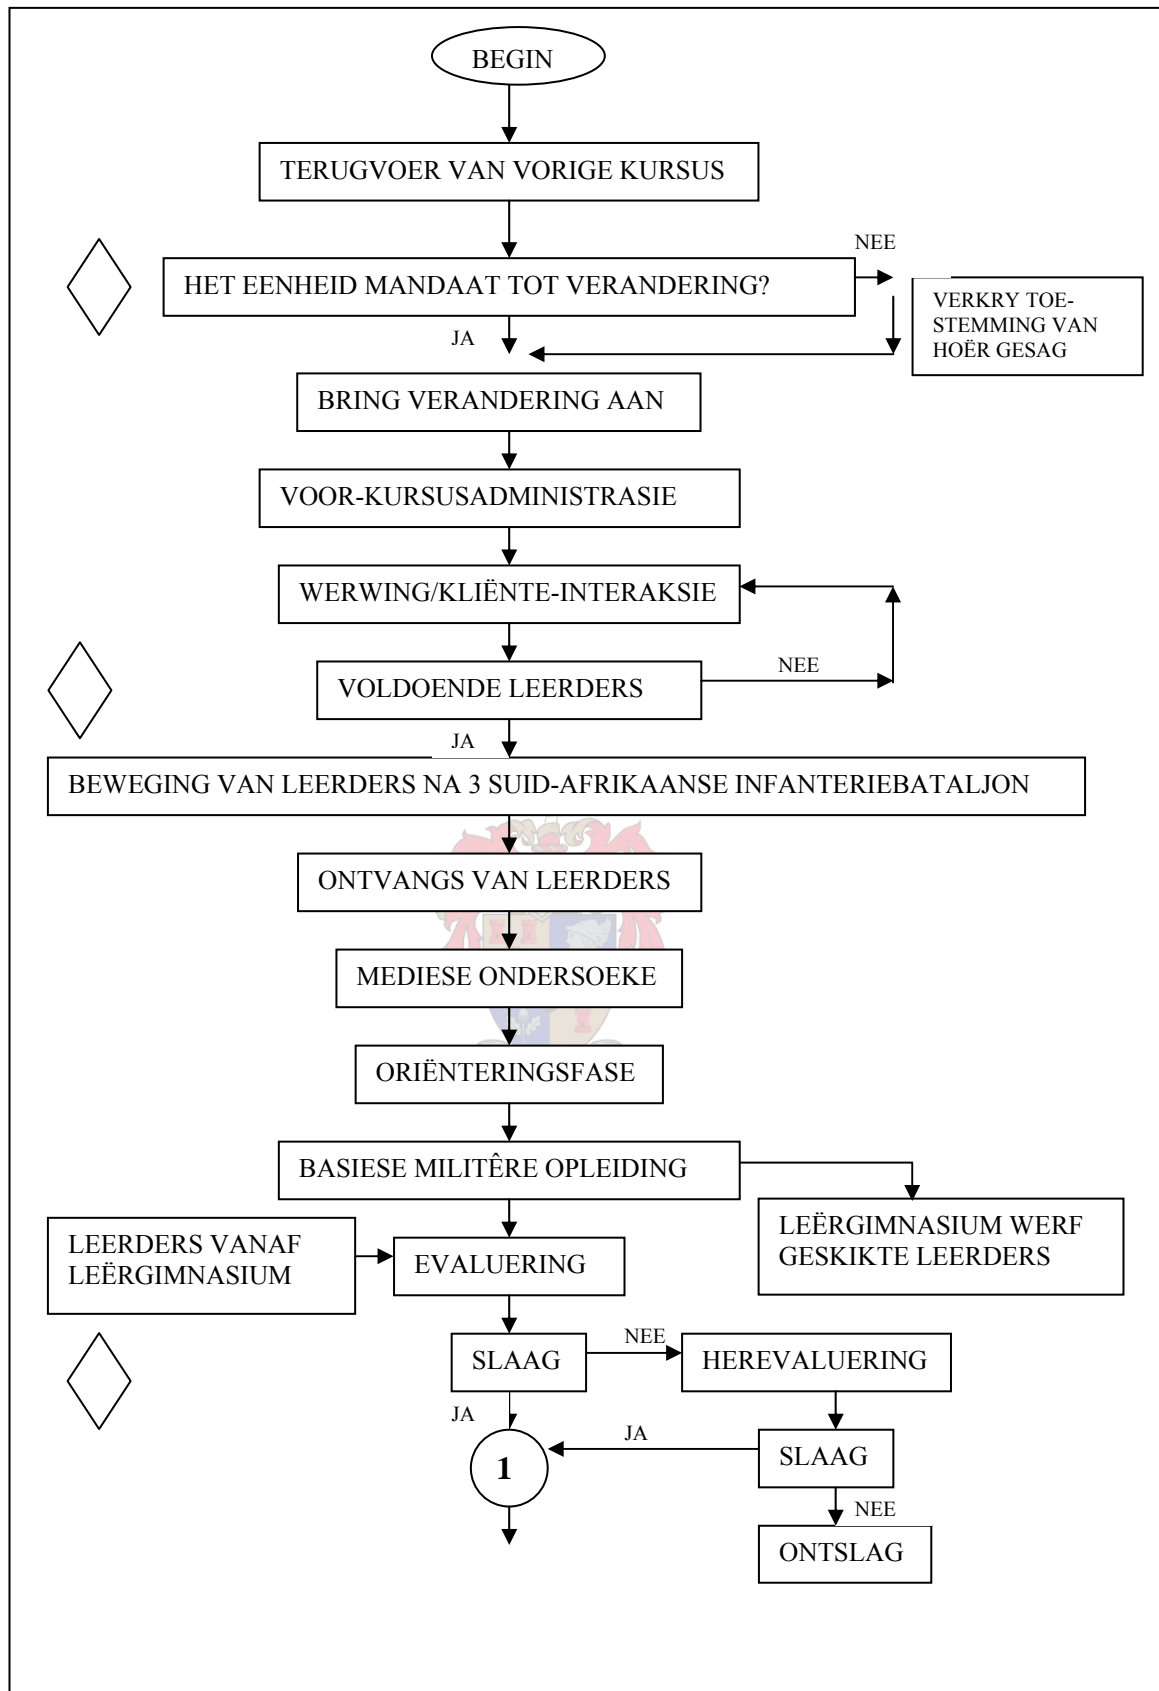 BEGIN
TERUGVOER VAN VORIGE KURSUS
NEE
HET EENHEID MANDAAT TOT VERANDERING?
VERKRY TOE-
STEMMING VAN
HOËR GESAG
JA
BRING VERANDERING AAN
VOOR-KURSUSADMINISTRASIE
WERWING/KLIËNTE-INTERAKSIE
VOLDOENDE LEERDERS
NEE
JA
BEWEGING VAN LEERDERS NA 3 SUID-AFRIKAANSE INFANTERIEBATALJON
ONTVANGS VAN LEERDERS
MEDIESE ONDERSOEKE
ORIËNTERINGSFASE
BASIESE MILITÊRE OPLEIDING
LEËRGIMNASIUM WERF
GESKIKTE LEERDERS
LEERDERS VANAF
LEËRGIMNASIUM
EVALUERING
SLAAG
NEE
HEREVALUERING
JA
JA
1
SLAAG
NEE
ONTSLAG